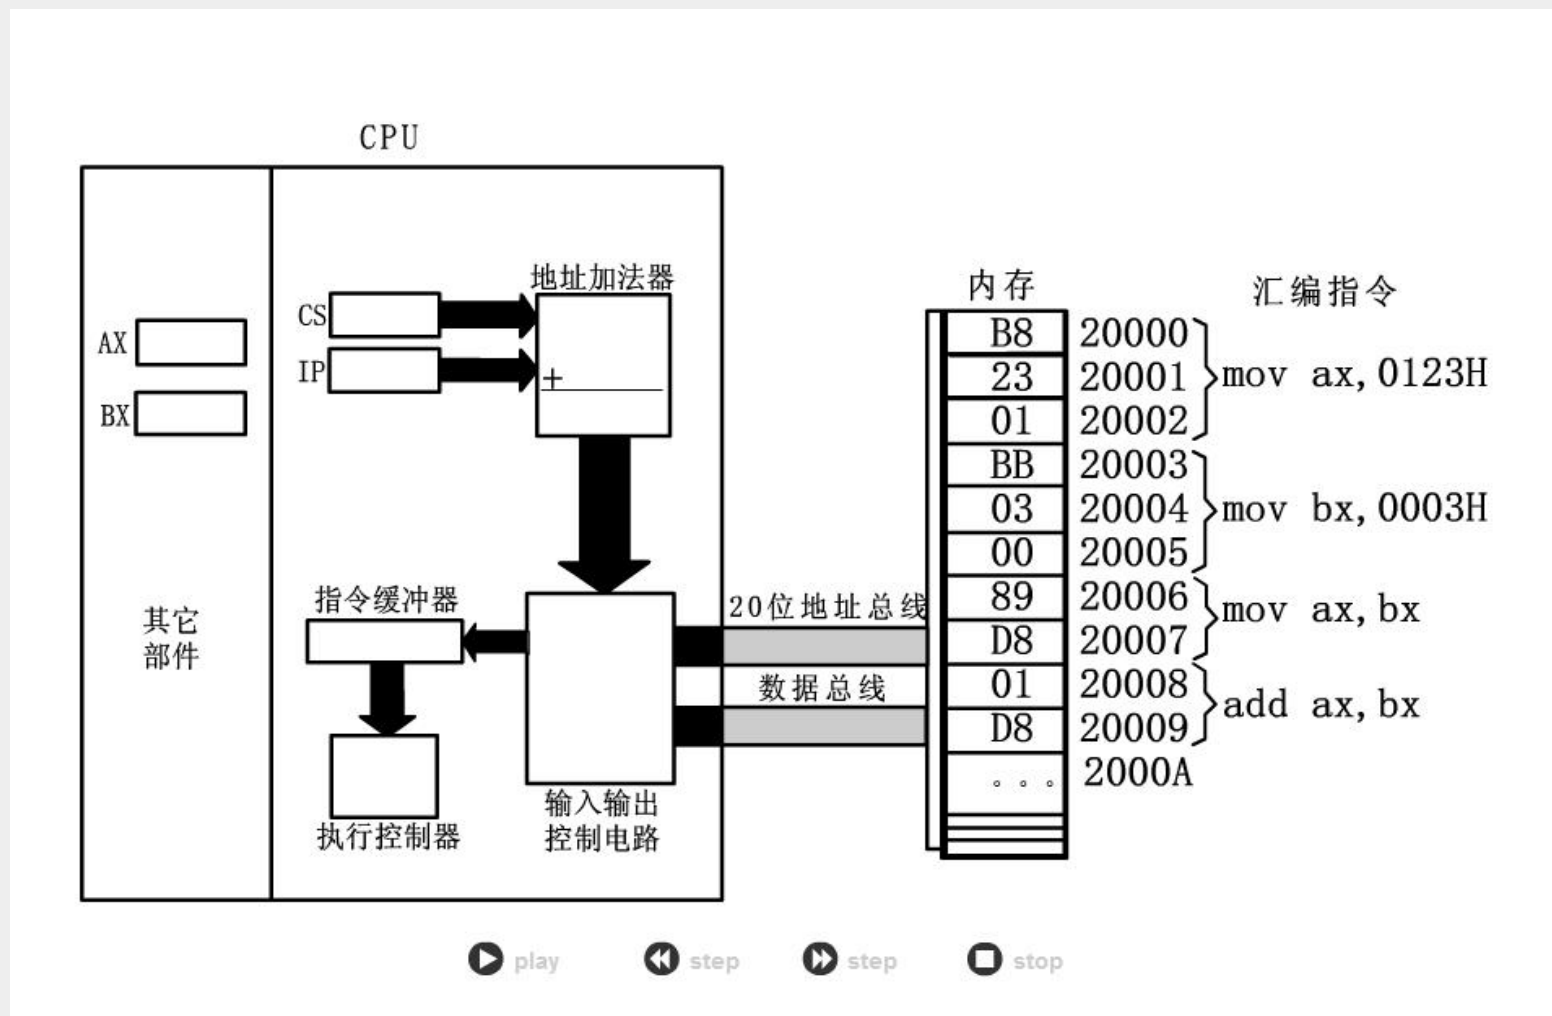 CPU
地址加法器
CS
IP
+
AX
BX
其它
部件
指令缓冲器
执行控制器
输入输出
控制电路
20位地址总线
数据总线
内存
汇编指令
B8 20000
23 20001 mov ax,0123H
01 20002
BB 20003
03 20004 mov bx,0003H
00 20005
89 20006 mov ax,bx
D8 20007
01 20008 add ax,bx
D8 20009
。。。 2000A
play step step stop